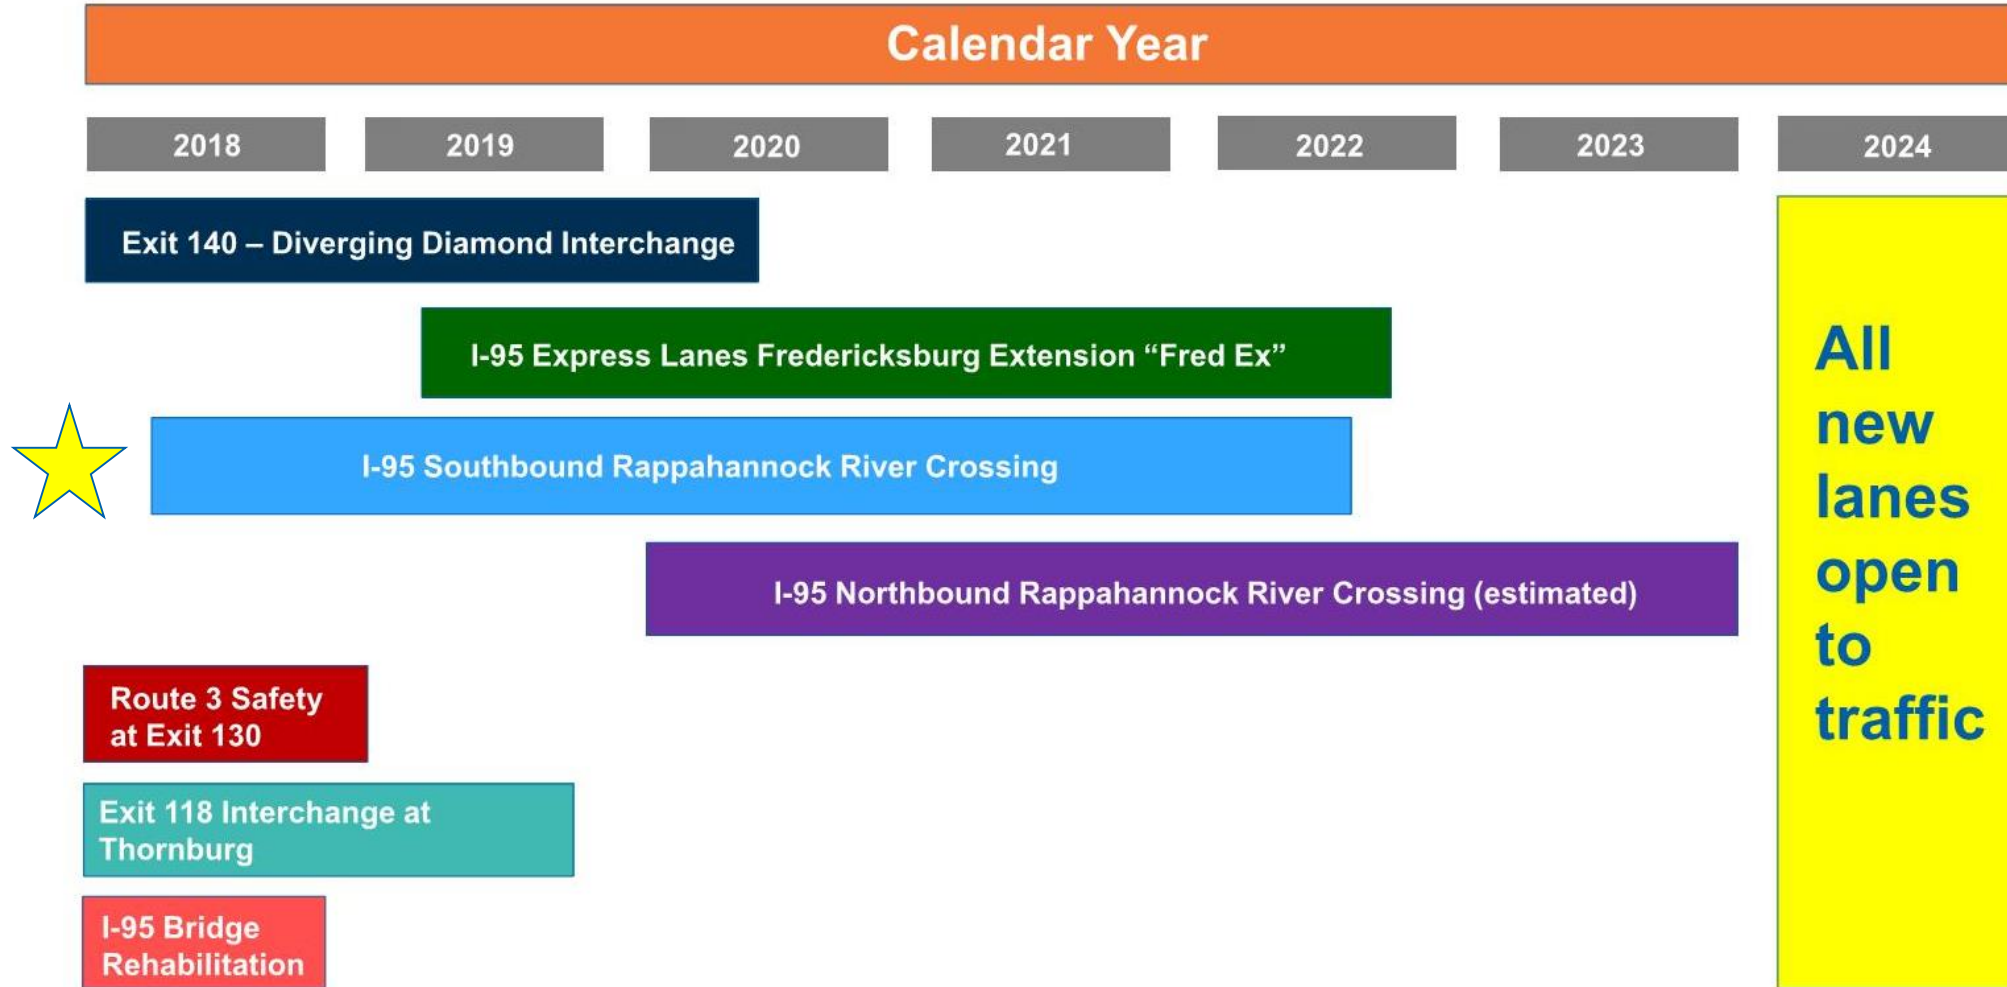 Calendar Year
2018 2019 2020 2021 2022 2023 2024
Exit 140 – Diverging Diamond Interchange
I-95 Express Lanes Fredericksburg Extension “Fred Ex”
I-95 Southbound Rappahannock River Crossing
I-95 Northbound Rappahannock River Crossing (estimated)
Route 3 Safety
at Exit 130
Exit 118 Interchange at
Thornburg
I-95 Bridge
Rehabilitation
All
new
lanes
open
to
traffic